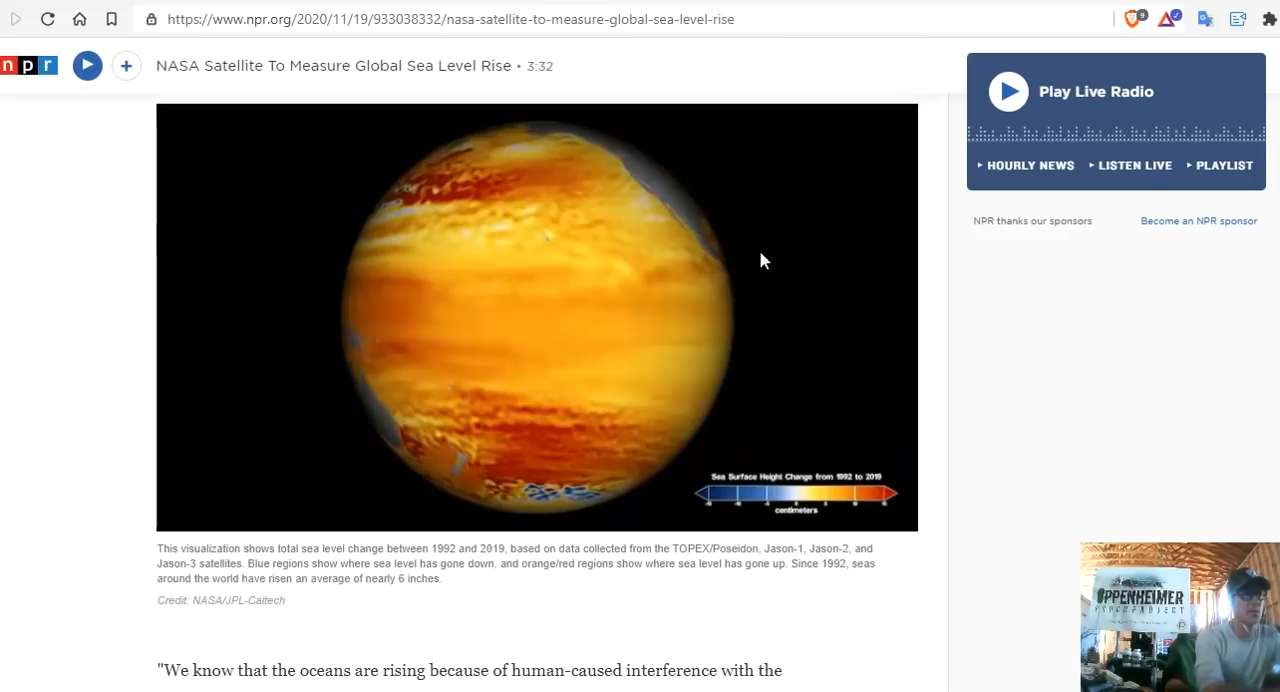 https://www.npr.org/2020/11/19/933038332/nasa-satellite-to-measure-global-sea-level-rise
9
npr
NASA Satellite To Measure Global Sea Level Rise • 3:32
Play Live Radio
HOURLY NEWS LISTEN LIVE PLAYLIST
NPR thanks our sponsors Become an NPR sponsor
Sea Surface Height Change from 1992 to 2019
centimeters
This visualization shows total sea level change between 1992 and 2019, based on data collected from the TOPEX/Poseidon, Jason-1, Jason-2, and
Jason-3 satellites. Blue regions show where sea level has gone down, and orange/red regions show where sea level has gone up. Since 1992, seas
around the world have risen an average of nearly 6 inches.
Credit: NASA/JPL-Caltech
OPPENHEIMER
PROJECT
"We know that the oceans are rising because of human-caused interference with the